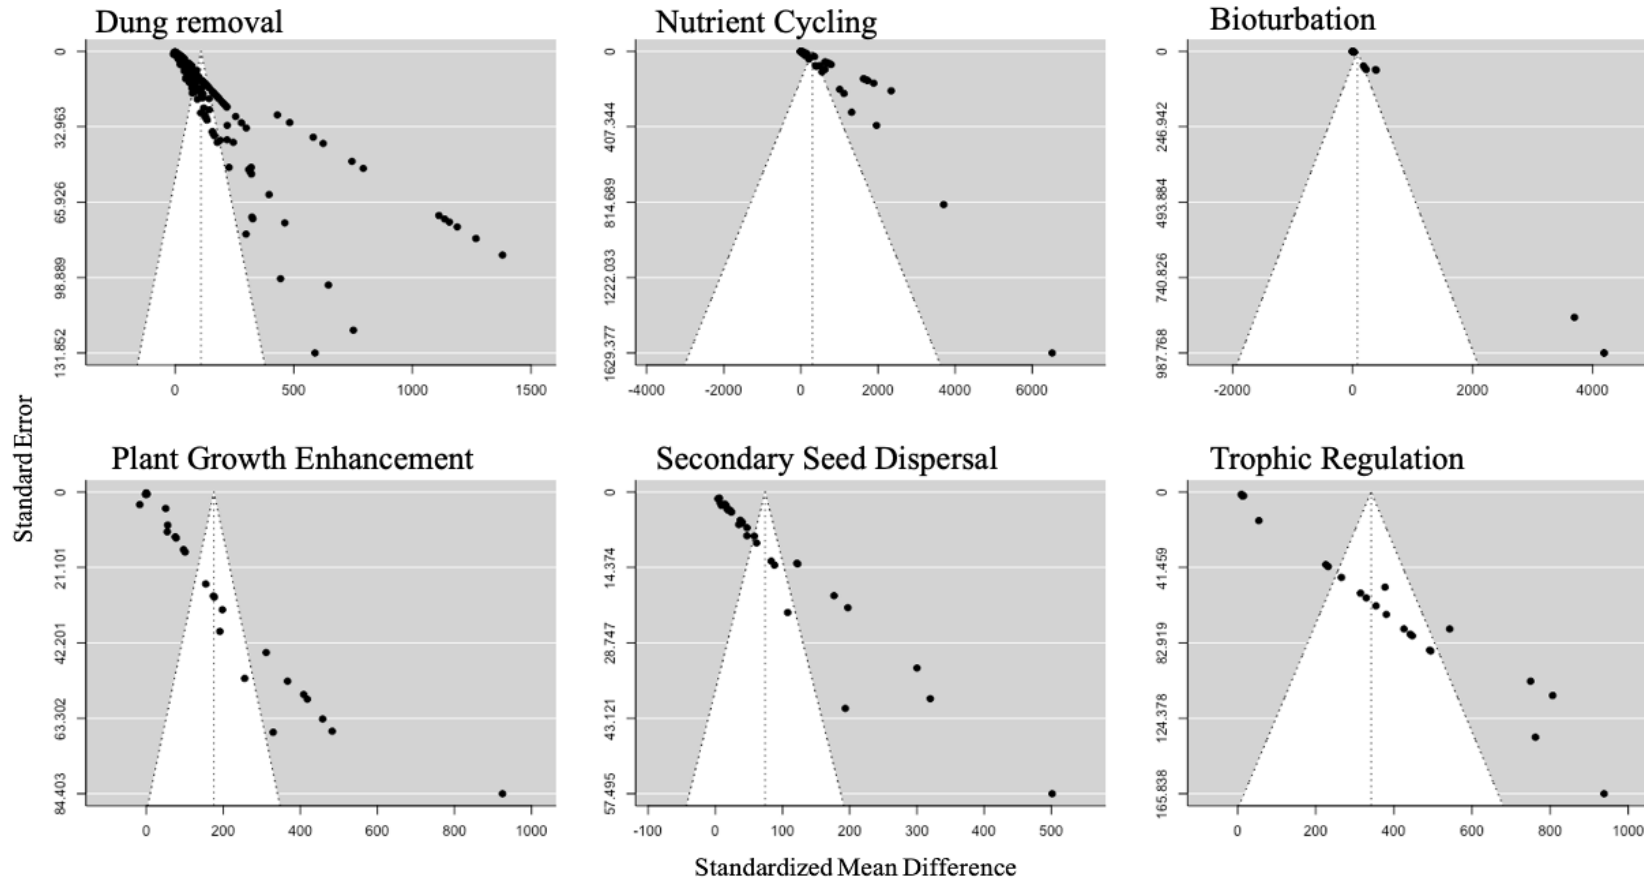 Dung removal
Nutrient Cycling
Bioturbation
0
32.963
65.926
98.889
131.852
0 500 1000 1500
0
407.344
814.689
1222.033
1629.377
-4000 -2000 0 2000 4000 6000
0
246.942
493.884
740.826
987.768
-2000 0 2000 4000
Standard Error
Plant Growth Enhancement
Secondary Seed Dispersal
Trophic Regulation
0
21.101
42.201
63.302
84.403
0 200 400 600 800 1000
0
14.374
28.747
43.121
57.495
-100 0 100 200 300 400 500
0
41.459
82.919
124.378
165.838
0 200 400 600 800 1000
Standardized Mean Difference